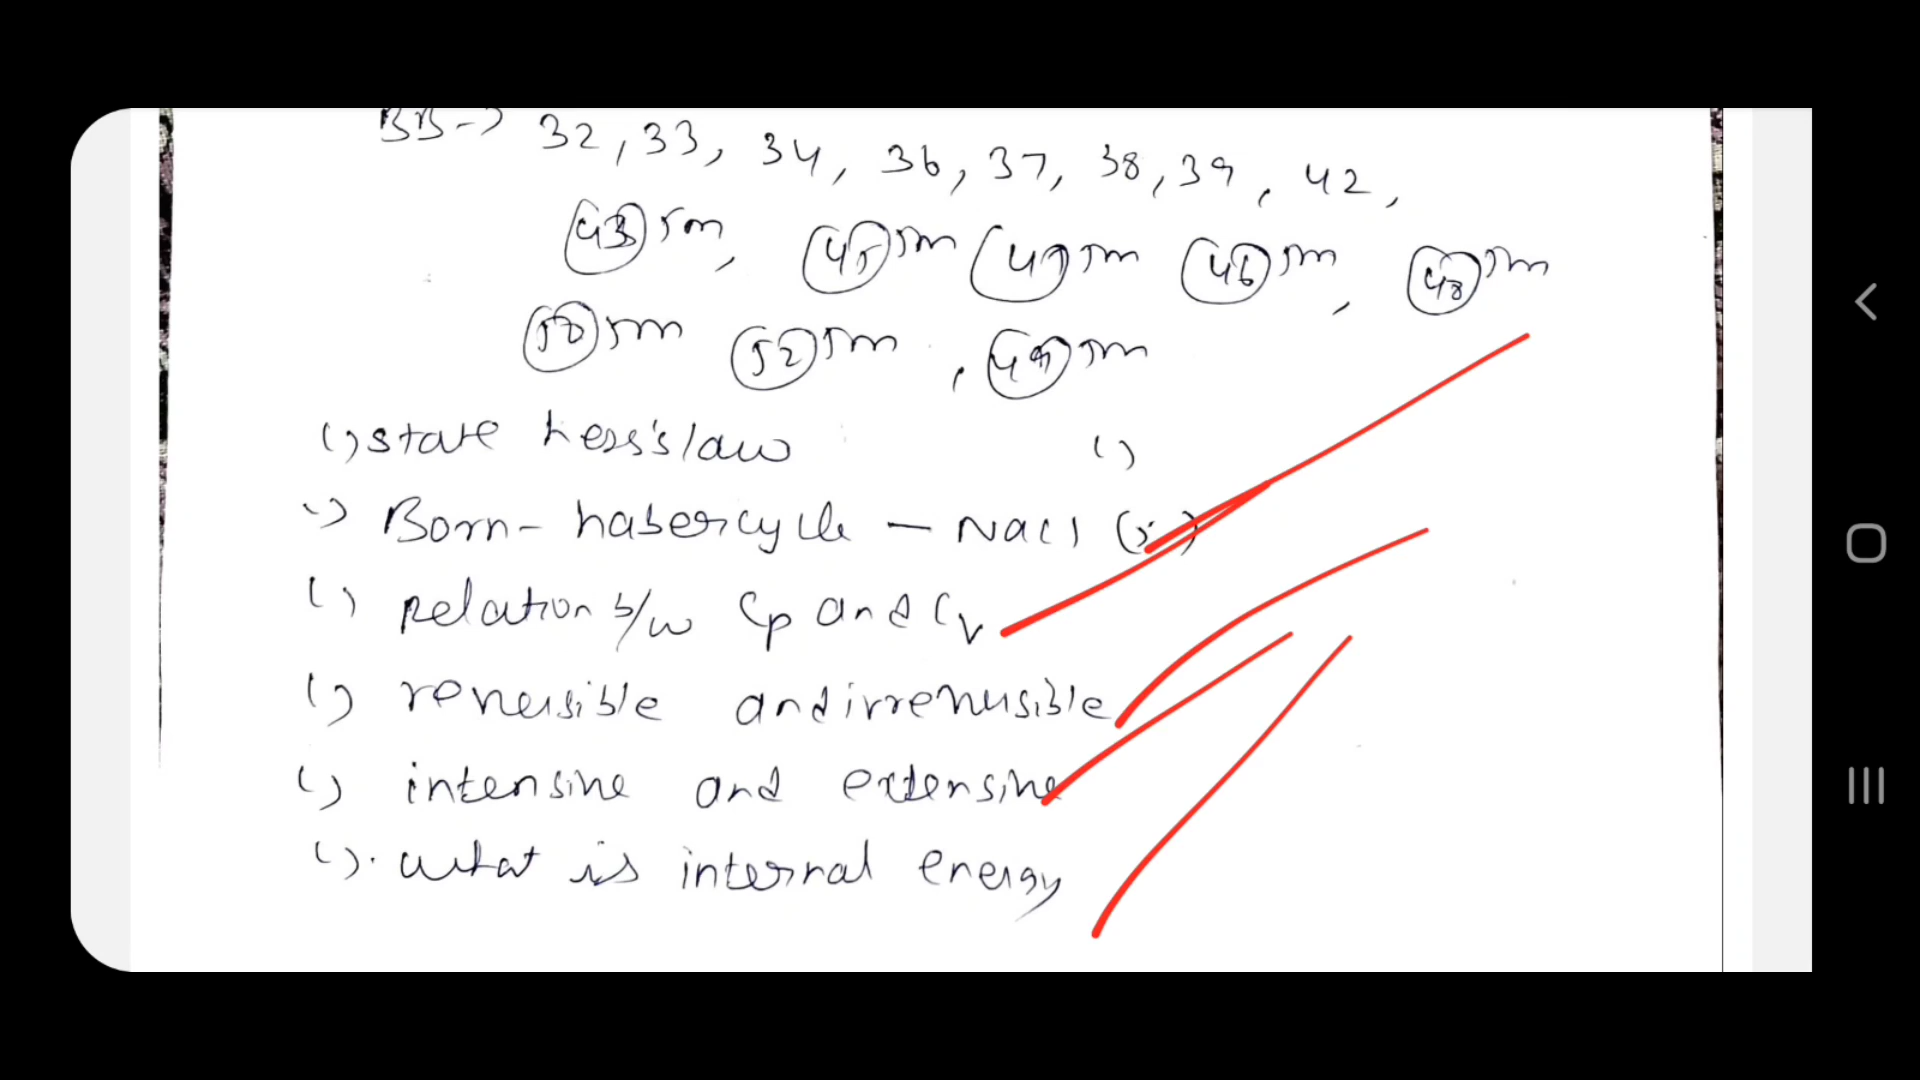 BB-> 32, 33, 34, 36, 37, 38, 39, 42,
43 5m, 45 5m 47 5m 46 5m, 48 5m
50 5m 52 5m, 49 5m
() state hess's law ()
() Born-haber cycle - Nacl (5)
() Relation b/w Cp and Cv
() reversible and irreversible
() intensive and extensive
(). what is internal energy